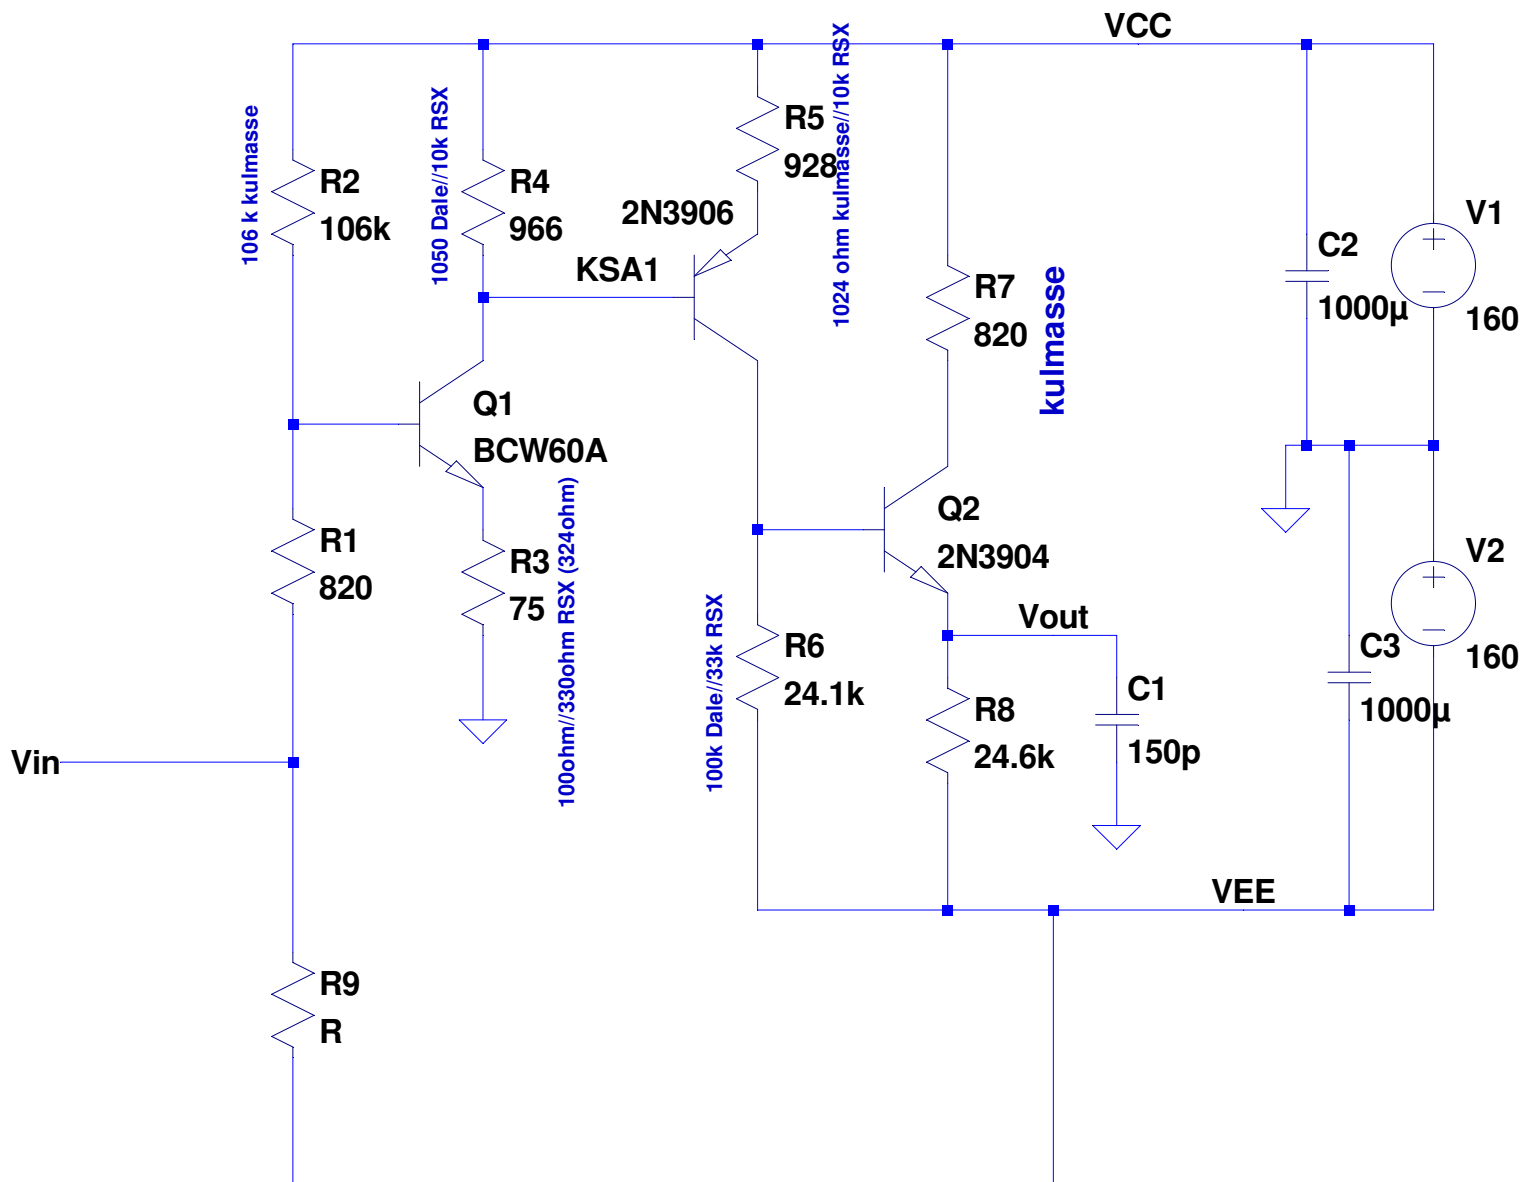 VCC
106 k kulmasse
R2
106k
1050 Dale//10k RSX
R4
966
R5
928
1024 ohm kulmasse//10k RSX
2N3906
KSA1
R7
820
kulmasse
C2
1000µ
V1
160
Q1
BCW60A
R1
820
R3
75
100ohm//330ohm RSX (324ohm)
Q2
2N3904
Vout
V2
160
C3
1000µ
100k Dale//33k RSX
R6
24.1k
R8
24.6k
C1
150p
Vin
VEE
R9
R